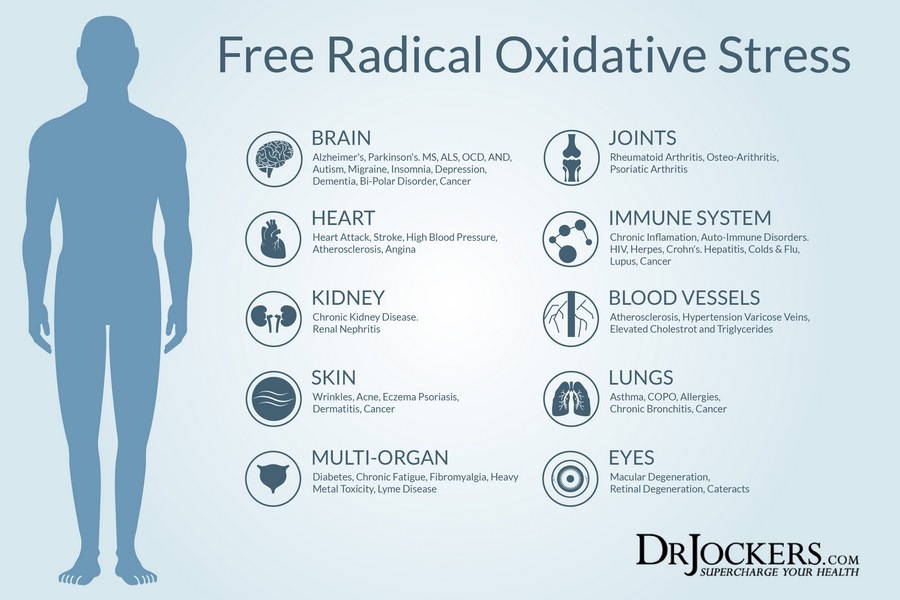 Free Radical Oxidative Stress
BRAIN
Alzheimer's, Parkinson's. MS, ALS, OCD, AND,
Autism, Migraine, Insomnia, Depression,
Dementia, Bi-Polar Disorder, Cancer
HEART
Heart Attack, Stroke, High Blood Pressure,
Atherosclerosis, Angina
KIDNEY
Chronic Kidney Disease.
Renal Nephritis
SKIN
Wrinkles, Acne, Eczema Psoriasis,
Dermatitis, Cancer
MULTI-ORGAN
Diabetes, Chronic Fatigue, Fibromyalgia, Heavy
Metal Toxicity, Lyme Disease
JOINTS
Rheumatoid Arthritis, Osteo-Arithritis,
Psoriatic Arthritis
IMMUNE SYSTEM
Chronic Inflamation, Auto-Immune Disorders.
HIV, Herpes, Crohn's. Hepatitis, Colds & Flu,
Lupus, Cancer
BLOOD VESSELS
Atherosclerosis, Hypertension Varicose Veins,
Elevated Cholestrot and Triglycerides
LUNGS
Asthma, COPO, Allergies,
Chronic Bronchitis, Cancer
EYES
Macular Degeneration,
Retinal Degeneration, Cateracts
DRJOCKERS.COM
SUPERCHARGE YOUR HEALTH